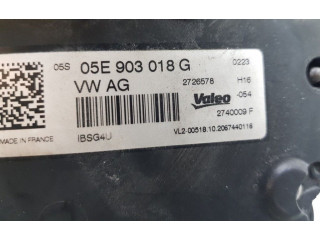 05S 05E 903 018 G 0223
VW AG 2726578 H16
Valeo -054
2740009 F
MADE IN FRANCE IBSG4U VL2-00518.10.2067440116